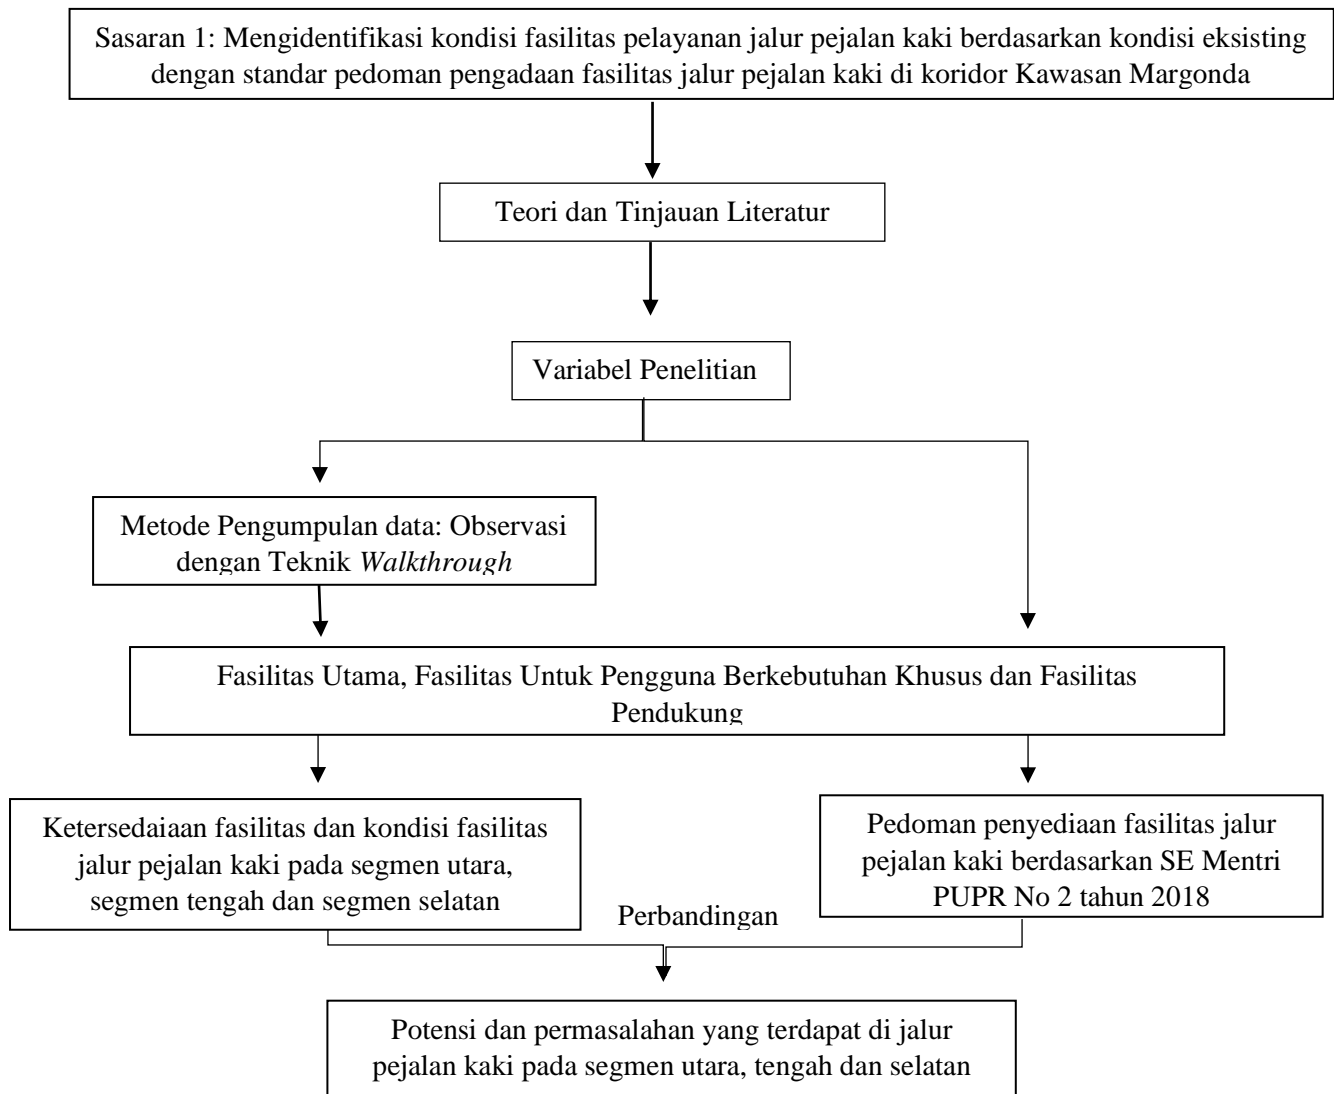 Sasaran 1: Mengidentifikasi kondisi fasilitas pelayanan jalur pejalan kaki berdasarkan kondisi eksisting
dengan standar pedoman pengadaan fasilitas jalur pejalan kaki di koridor Kawasan Margonda
Teori dan Tinjauan Literatur
Variabel Penelitian
Metode Pengumpulan data: Observasi
dengan Teknik Walkthrough
Fasilitas Utama, Fasilitas Untuk Pengguna Berkebutuhan Khusus dan Fasilitas
Pendukung
Ketersedaiaan fasilitas dan kondisi fasilitas
jalur pejalan kaki pada segmen utara,
segmen tengah dan segmen selatan
Pedoman penyediaan fasilitas jalur
pejalan kaki berdasarkan SE Mentri
PUPR No 2 tahun 2018
Perbandingan
Potensi dan permasalahan yang terdapat di jalur
pejalan kaki pada segmen utara, tengah dan selatan